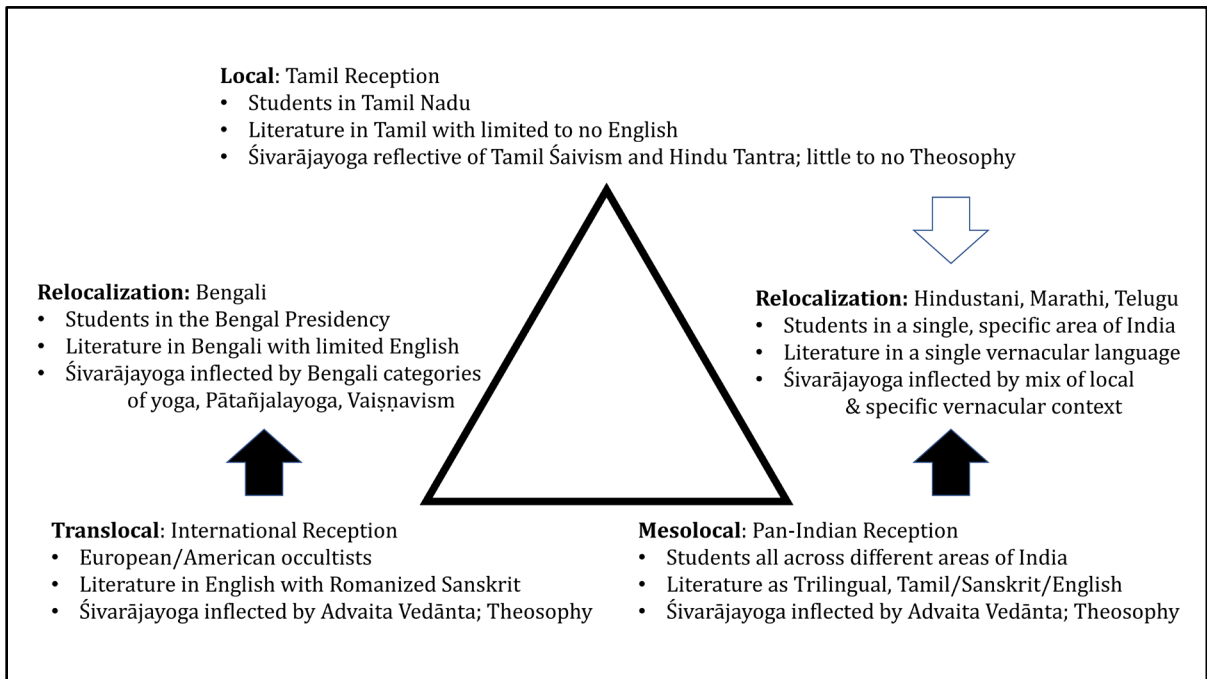 Local: Tamil Reception
• Students in Tamil Nadu
• Literature in Tamil with limited to no English
• Śivarājayoga reflective of Tamil Śaivism and Hindu Tantra; little to no Theosophy
Relocalization: Bengali
• Students in the Bengal Presidency
• Literature in Bengali with limited English
• Śivarājayoga inflected by Bengali categories
of yoga, Pātañjalayoga, Vaiṣṇavism
Relocalization: Hindustani, Marathi, Telugu
• Students in a single, specific area of India
• Literature in a single vernacular language
• Śivarājayoga inflected by mix of local
& specific vernacular context
Translocal: International Reception
• European/American occultists
• Literature in English with Romanized Sanskrit
• Śivarājayoga inflected by Advaita Vedānta; Theosophy
Mesolocal: Pan-Indian Reception
• Students all across different areas of India
• Literature as Trilingual, Tamil/Sanskrit/English
• Śivarājayoga inflected by Advaita Vedānta; Theosophy